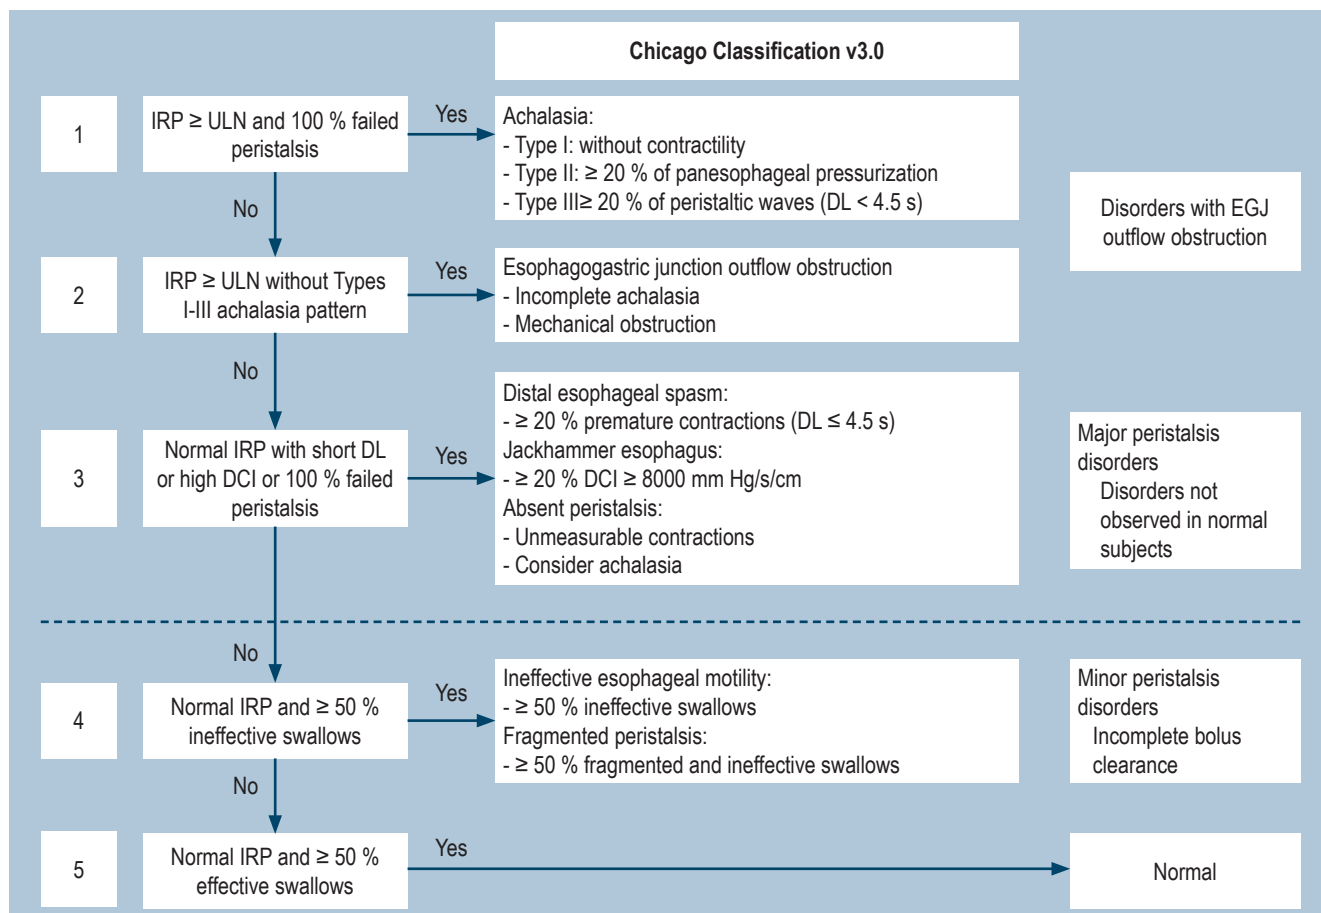 Chicago Classification v3.0
1
IRP ≥ ULN and 100 % failed
peristalsis
Yes
Achalasia:
- Type I: without contractility
- Type II: ≥ 20 % of panesophageal pressurization
- Type III≥ 20 % of peristaltic waves (DL < 4.5 s)
Disorders with EGJ
outflow obstruction
No
2
IRP ≥ ULN without Types
I-III achalasia pattern
Yes
Esophagogastric junction outflow obstruction
- Incomplete achalasia
- Mechanical obstruction
No
3
Normal IRP with short DL
or high DCI or 100 % failed
peristalsis
Yes
Distal esophageal spasm:
- ≥ 20 % premature contractions (DL ≤ 4.5 s)
Jackhammer esophagus:
- ≥ 20 % DCI ≥ 8000 mm Hg/s/cm
Absent peristalsis:
- Unmeasurable contractions
- Consider achalasia
Major peristalsis
disorders
Disorders not
observed in normal
subjects
No
4
Normal IRP and ≥ 50 %
ineffective swallows
Yes
Ineffective esophageal motility:
- ≥ 50 % ineffective swallows
Fragmented peristalsis:
- ≥ 50 % fragmented and ineffective swallows
Minor peristalsis
disorders
Incomplete bolus
clearance
No
5
Normal IRP and ≥ 50 %
effective swallows
Yes
Normal